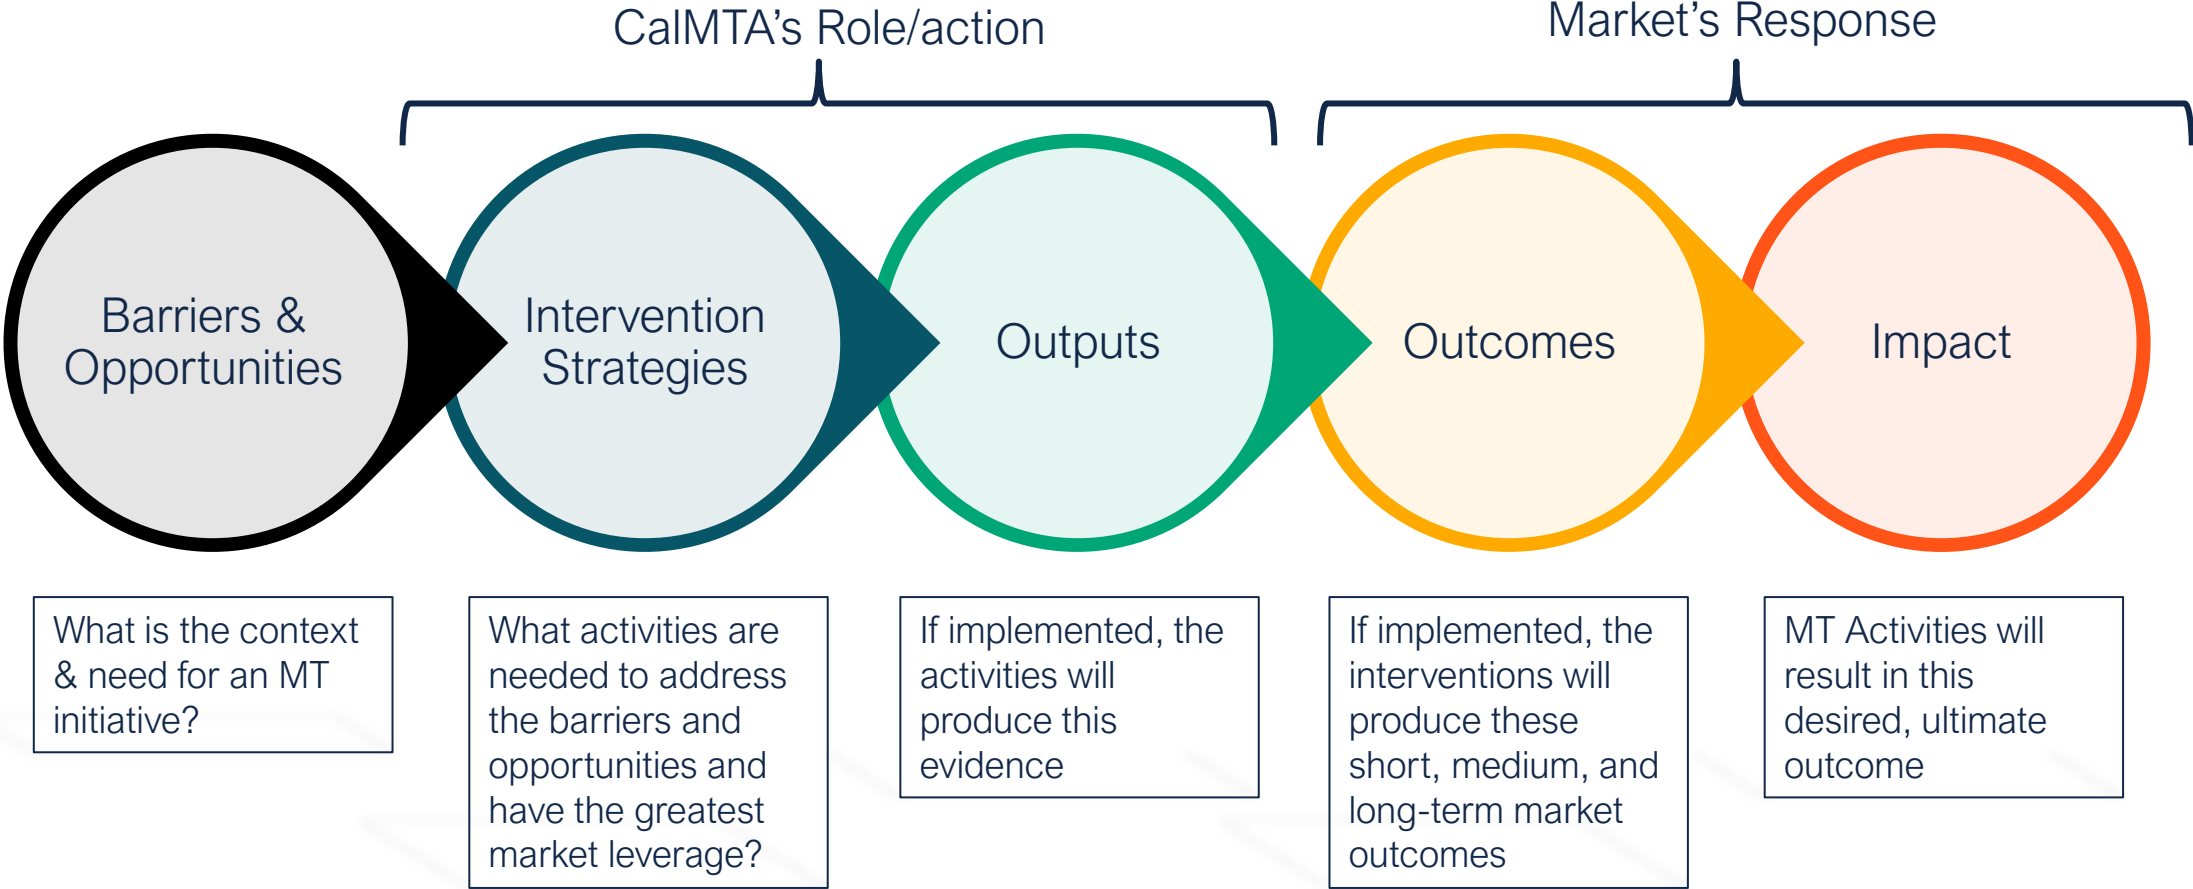 CalMTA's Role/action
Market's Response
Barriers &
Opportunities
Intervention
Strategies
Outputs
Outcomes
Impact
What is the context
& need for an MT
initiative?
What activities are
needed to address
the barriers and
opportunities and
have the greatest
market leverage?
If implemented, the
activities will
produce this
evidence
If implemented, the
interventions will
produce these
short, medium, and
long-term market
outcomes
MT Activities will
result in this
desired, ultimate
outcome